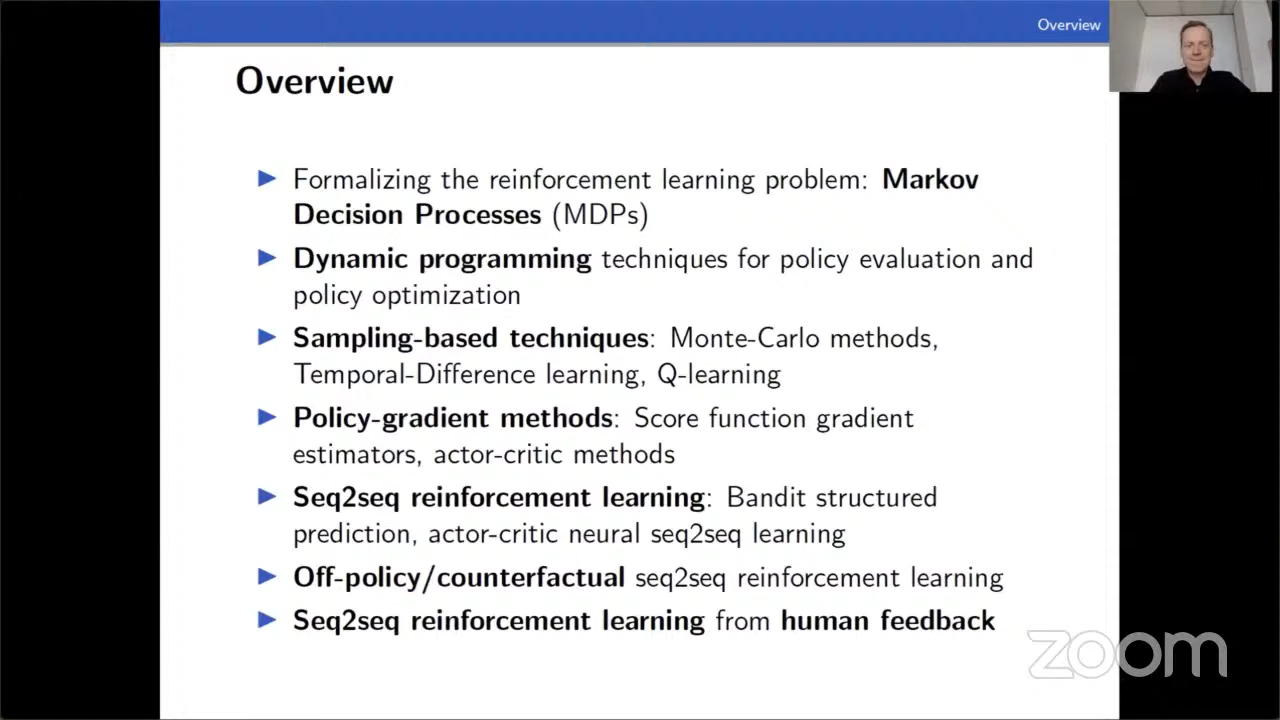 Overview
Overview
Formalizing the reinforcement learning problem: Markov
Decision Processes (MDPs)
Dynamic programming techniques for policy evaluation and
policy optimization
Sampling-based techniques: Monte-Carlo methods,
Temporal-Difference learning, Q-learning
Policy-gradient methods: Score function gradient
estimators, actor-critic methods
Seq2seq reinforcement learning: Bandit structured
prediction, actor-critic neural seq2seq learning
Off-policy/counterfactual seq2seq reinforcement learning
Seq2seq reinforcement learning from human feedback
zoom